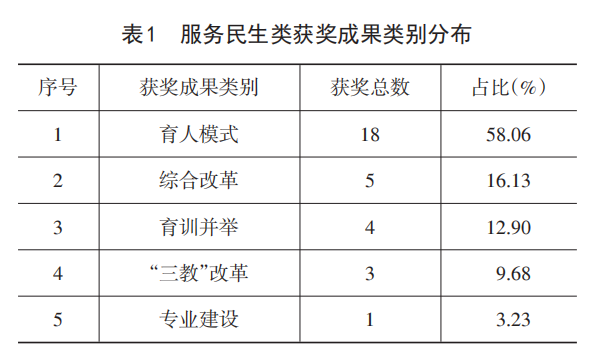 表1 服务民生类获奖成果类别分布
序号 获奖成果类别 获奖总数 占比(%)
1 育人模式 18 58.06
2 综合改革 5 16.13
3 育训并举 4 12.90
4 “三教”改革 3 9.68
5 专业建设 1 3.23